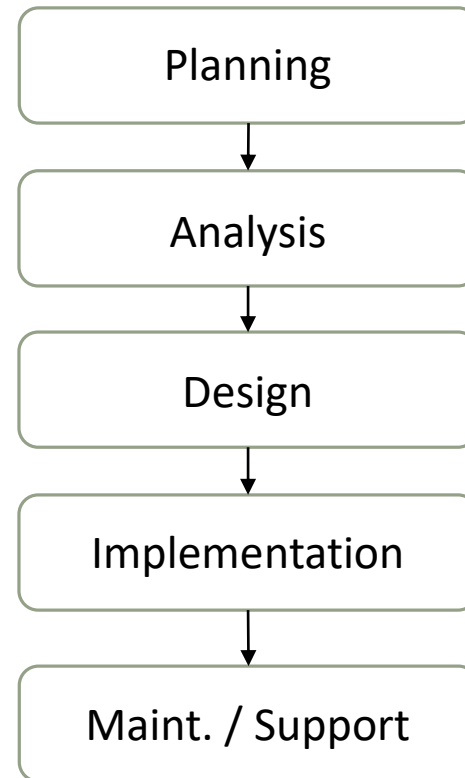 Planning
Analysis
Design
Implementation
Maint. / Support